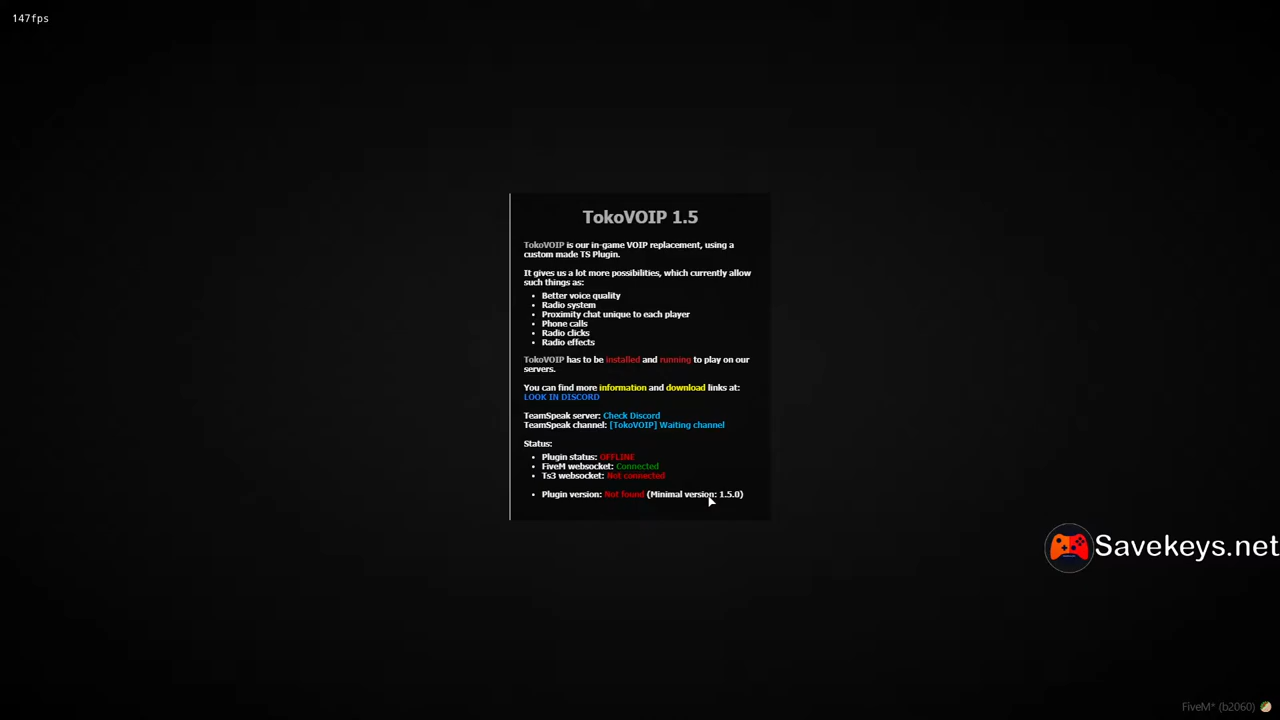 147fps
TokoVOIP 1.5
TokoVOIP is our in-game VOIP replacement, using a
custom made TS Plugin.
It gives us a lot more possibilities, which currently allow
such things as:
• Better voice quality
• Radio system
• Proximity chat unique to each player
• Phone calls
• Radio clicks
• Radio effects
TokoVOIP has to be installed and running to play on our
servers.
You can find more information and download links at:
LOOK IN DISCORD
TeamSpeak server: Check Discord
TeamSpeak channel: [TokoVOIP] Waiting channel
Status:
• Plugin status: OFFLINE
• FiveM websocket: Connected
• Ts3 websocket: Not connected
• Plugin version: Not found (Minimal version: 1.5.0)
Savekeys.net
FiveM* (b2060)